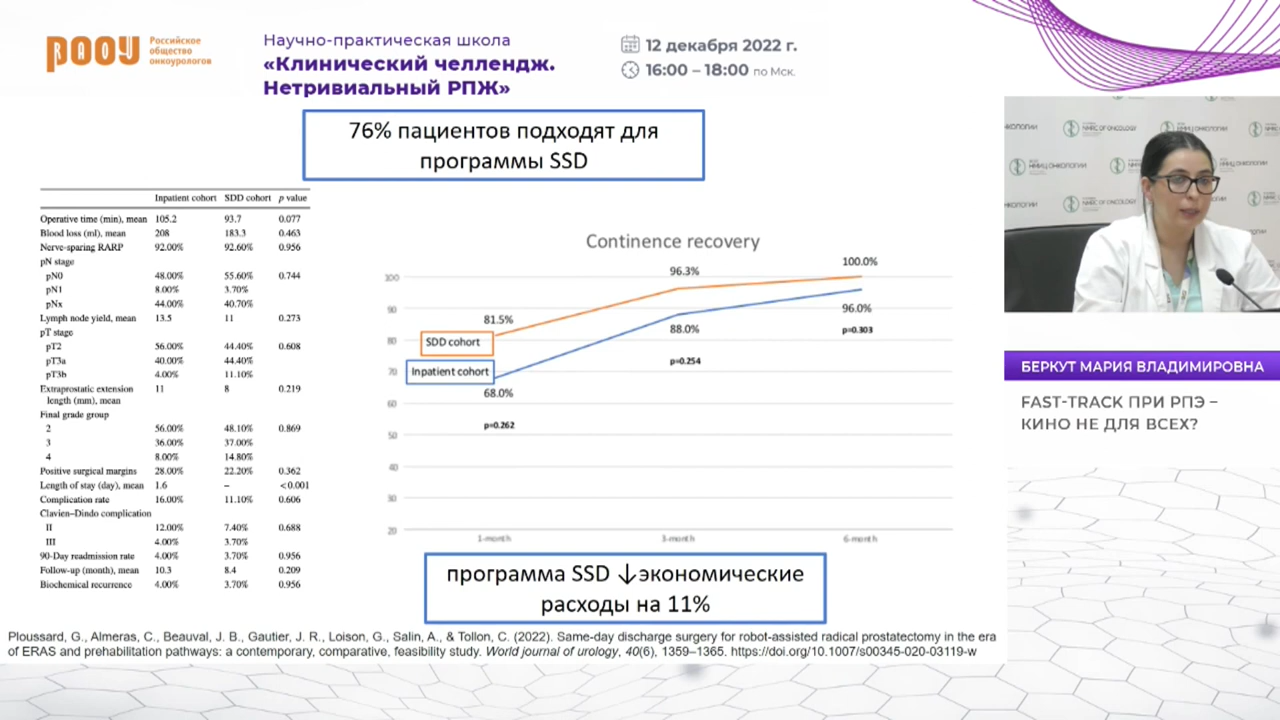 РАОУ
Российское
общество
онкоурологов
Научно-практическая школа
«Клинический челлендж.
Нетривиальный РПЖ»
12 декабря 2022 г.
16:00 – 18:00 по Мск.
76% пациентов подходят для
программы SSD
Inpatient cohort SDD cohort p value
Operative time (min), mean 105.2 93.7 0.077
Blood loss (ml), mean 208 183.3 0.463
Nerve-sparing RARP 92.00% 92.60% 0.956
pN stage
pN0 48.00% 55.60% 0.744
pN1 8.00% 3.70%
pNx 44.00% 40.70%
Lymph node yield, mean 13.5 11 0.273
pT stage
pT2 56.00% 44.40% 0.608
pT3a 40.00% 44.40%
pT3b 4.00% 11.10%
Extraprostatic extension
length (mm), mean 11 8 0.219
Final grade group
2 56.00% 48.10% 0.869
3 36.00% 37.00%
4 8.00% 14.80%
Positive surgical margins 28.00% 22.20% 0.362
Length of stay (day), mean 1.6 – <0.001
Complication rate 16.00% 11.10% 0.606
Clavien–Dindo complication
II 12.00% 7.40% 0.688
III 4.00% 3.70%
90-Day readmission rate 4.00% 3.70% 0.956
Follow-up (month), mean 10.3 8.4 0.209
Biochemical recurrence 4.00% 3.70% 0.956
Continence recovery
100
90
80
70
60
50
40
30
20
81.5%
96.3%
100.0%
SDD cohort
Inpatient cohort
68.0%
88.0%
96.0%
p=0.262
p=0.254
p=0.303
1-month 3-month 6-month
программа SSD ↓экономические
расходы на 11%
Ploussard, G., Almeras, C., Beauval, J. B., Gautier, J. R., Loison, G., Salin, A., & Tollon, C. (2022). Same-day discharge surgery for robot-assisted radical prostatectomy in the era
of ERAS and prehabilitation pathways: a contemporary, comparative, feasibility study. World journal of urology, 40(6), 1359–1365. https://doi.org/10.1007/s00345-020-03119-w
NMRC OF ONCOLOGY
НМИЦ ОНКОЛОГИИ
БЕРКУТ МАРИЯ ВЛАДИМИРОВНА
FAST-TRACK ПРИ РПЭ –
КИНО НЕ ДЛЯ ВСЕХ?